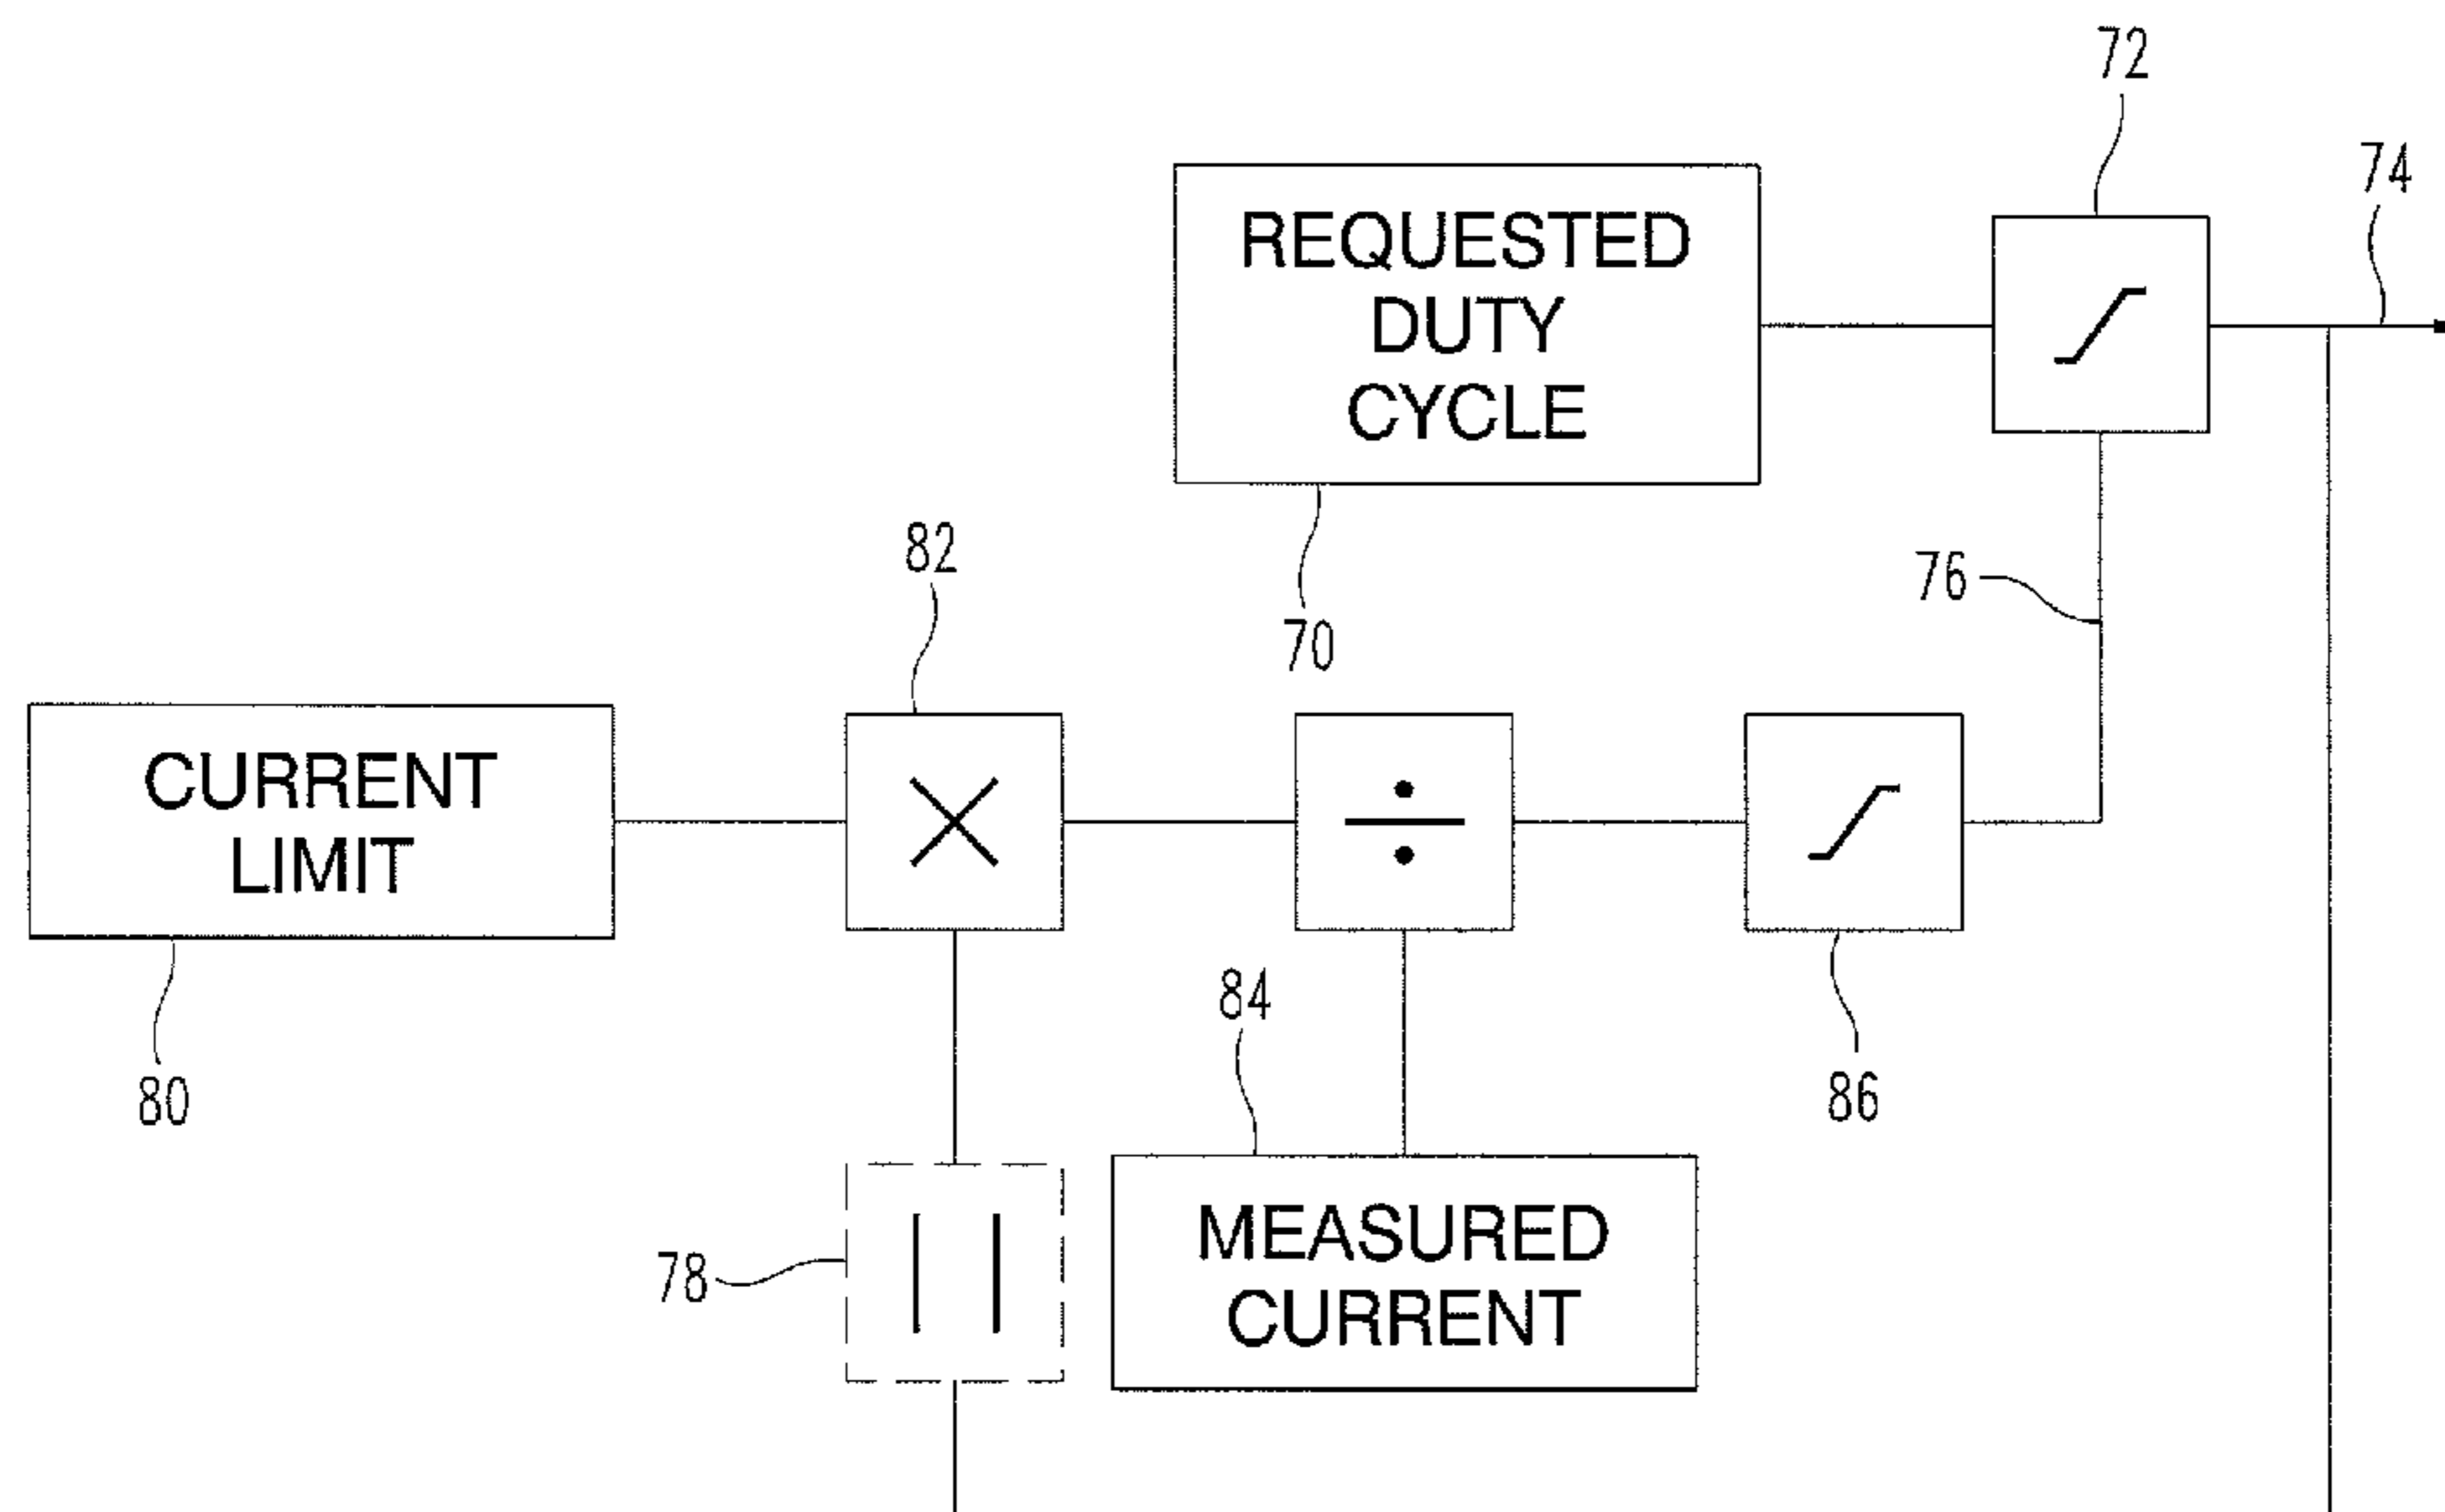 72
74
REQUESTED
DUTY
CYCLE
82
76
70
CURRENT
LIMIT
84
80
86
78
MEASURED
CURRENT